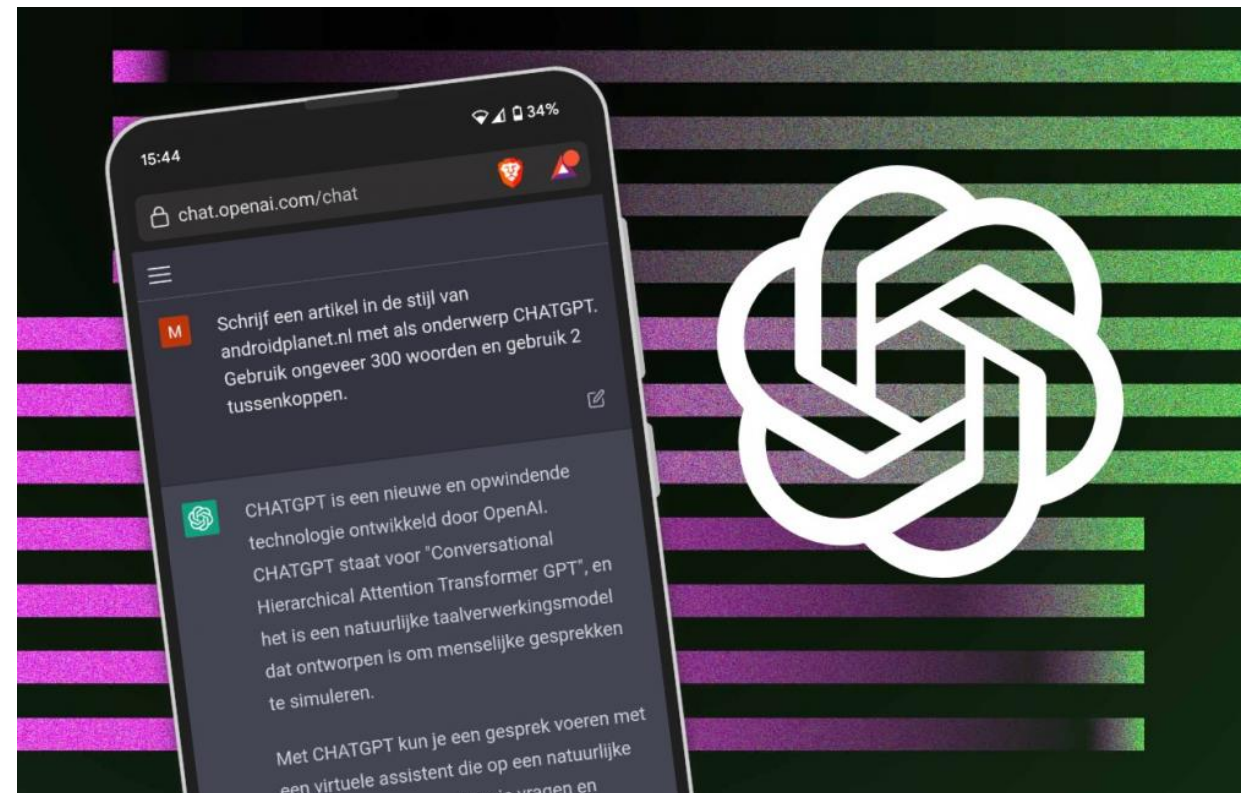 15:44
34%
chat.openai.com/chat
M
Schrijf een artikel in de stijl van
androidplanet.nl met als onderwerp CHATGPT.
Gebruik ongeveer 300 woorden en gebruik 2
tussenkoppen.
CHATGPT is een nieuwe en opwindende
technologie ontwikkeld door OpenAI.
CHATGPT staat voor "Conversational
Hierarchical Attention Transformer GPT", en
het is een natuurlijke taalverwerkingsmodel
dat ontworpen is om menselijke gesprekken
te simuleren.
Met CHATGPT kun je een gesprek voeren met
een virtuele assistent die op een natuurlijke
vragen en